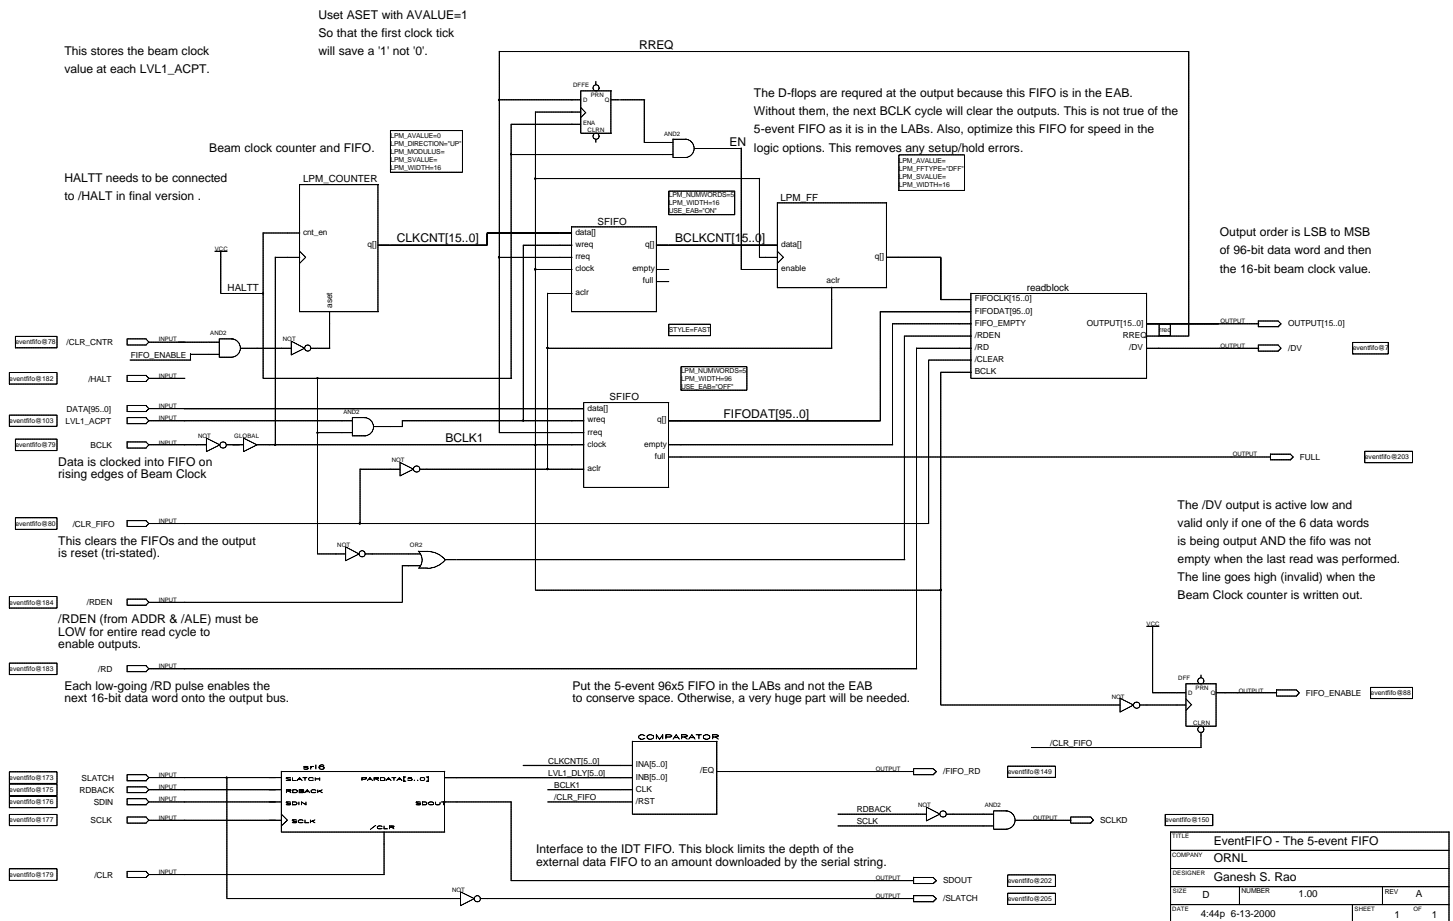 Uset ASET with AVALUE=1
So that the first clock tick
will save a '1' not '0'.
This stores the beam clock
value at each LVL1_ACPT.
RREQ
DFFE
PRN
D
Q
ENA
CLRN
AND2
EN
The D-flops are requred at the output because this FIFO is in the EAB.
Without them, the next BCLK cycle will clear the outputs. This is not true of the
5-event FIFO as it is in the LABs. Also, optimize this FIFO for speed in the
logic options. This removes any setup/hold errors.
Beam clock counter and FIFO.
LPM_AVALUE=0
LPM_DIRECTION="UP"
LPM_MODULUS=
LPM_SVALUE=
LPM_WIDTH=16
LPM_AVALUE=
LPM_FFTYPE="DFF"
LPM_SVALUE=
LPM_WIDTH=16
HALTT needs to be connected
to /HALT in final version .
LPM_COUNTER
cnt_en
q[]
aset
CLKCNT[15..0]
LPM_NUMWORDS=5
LPM_WIDTH=16
USE_EAB="ON"
SFIFO
data[]
wreq
rreq
clock
aclr
q[]
empty
full
BCLKCNT[15..0]
LPM_FF
data[]
enable
q[]
aclr
Output order is LSB to MSB
of 96-bit data word and then
the 16-bit beam clock value.
VCC
HALTT
readblock
FIFOCLK[15..0]
FIFODAT[95..0]
FIFO_EMPTY
/RDEN
/RD
/CLEAR
BCLK
OUTPUT[15..0]
RREQ
/DV
rreq
OUTPUT
OUTPUT[15..0]
OUTPUT
/DV
eventfifo@7
STYLE=FAST
eventfifo@78
/CLR_CNTR
INPUT
AND2
NOT
FIFO_ENABLE
eventfifo@182
/HALT
INPUT
LPM_NUMWORDS=5
LPM_WIDTH=96
USE_EAB="OFF"
SFIFO
data[]
wreq
rreq
clock
aclr
q[]
empty
full
FIFODAT[95..0]
DATA[95..0]
INPUT
eventfifo@103
LVL1_ACPT
INPUT
AND2
eventfifo@79
BCLK
INPUT
NOT
GLOBAL
BCLK1
Data is clocked into FIFO on
rising edges of Beam Clock
NOT
OUTPUT
FULL
eventfifo@203
eventfifo@80
/CLR_FIFO
INPUT
This clears the FIFOs and the output
is reset (tri-stated).
NOT
OR2
The /DV output is active low and
valid only if one of the 6 data words
is being output AND the fifo was not
empty when the last read was performed.
The line goes high (invalid) when the
Beam Clock counter is written out.
eventfifo@184
/RDEN
INPUT
/RDEN (from ADDR & /ALE) must be
LOW for entire read cycle to
enable outputs.
VCC
eventfifo@183
/RD
INPUT
Each low-going /RD pulse enables the
next 16-bit data word onto the output bus.
Put the 5-event 96x5 FIFO in the LABs and not the EAB
to conserve space. Otherwise, a very huge part will be needed.
DFF
PRN
D
Q
CLRN
NOT
OUTPUT
FIFO_ENABLE
eventfifo@88
/CLR_FIFO
eventfifo@173
SLATCH
INPUT
eventfifo@175
RDBACK
INPUT
eventfifo@176
SDIN
INPUT
eventfifo@177
SCLK
INPUT
srl6
SLATCH
RDBACK
SDIN
SCLK
PARDATA[5..0]
SDOUT
/CLR
COMPARATOR
CLKCNT[5..0]
LVL1_DLY[5..0]
BCLK1
/CLR_FIFO
INA[5..0]
INB[5..0]
CLK
/RST
/EQ
OUTPUT
/FIFO_RD
eventfifo@149
RDBACK
SCLK
NOT
AND2
OUTPUT
SCLKD
eventfifo@150
Interface to the IDT FIFO. This block limits the depth of the
external data FIFO to an amount downloaded by the serial string.
eventfifo@179
/CLR
INPUT
OUTPUT
SDOUT
eventfifo@202
NOT
OUTPUT
/SLATCH
eventfifo@205
TITLE
EventFIFO - The 5-event FIFO
COMPANY
ORNL
DESIGNER
Ganesh S. Rao
SIZE
D
NUMBER
1.00
REV
A
DATE
4:44p 6-13-2000
SHEET
1
OF
1